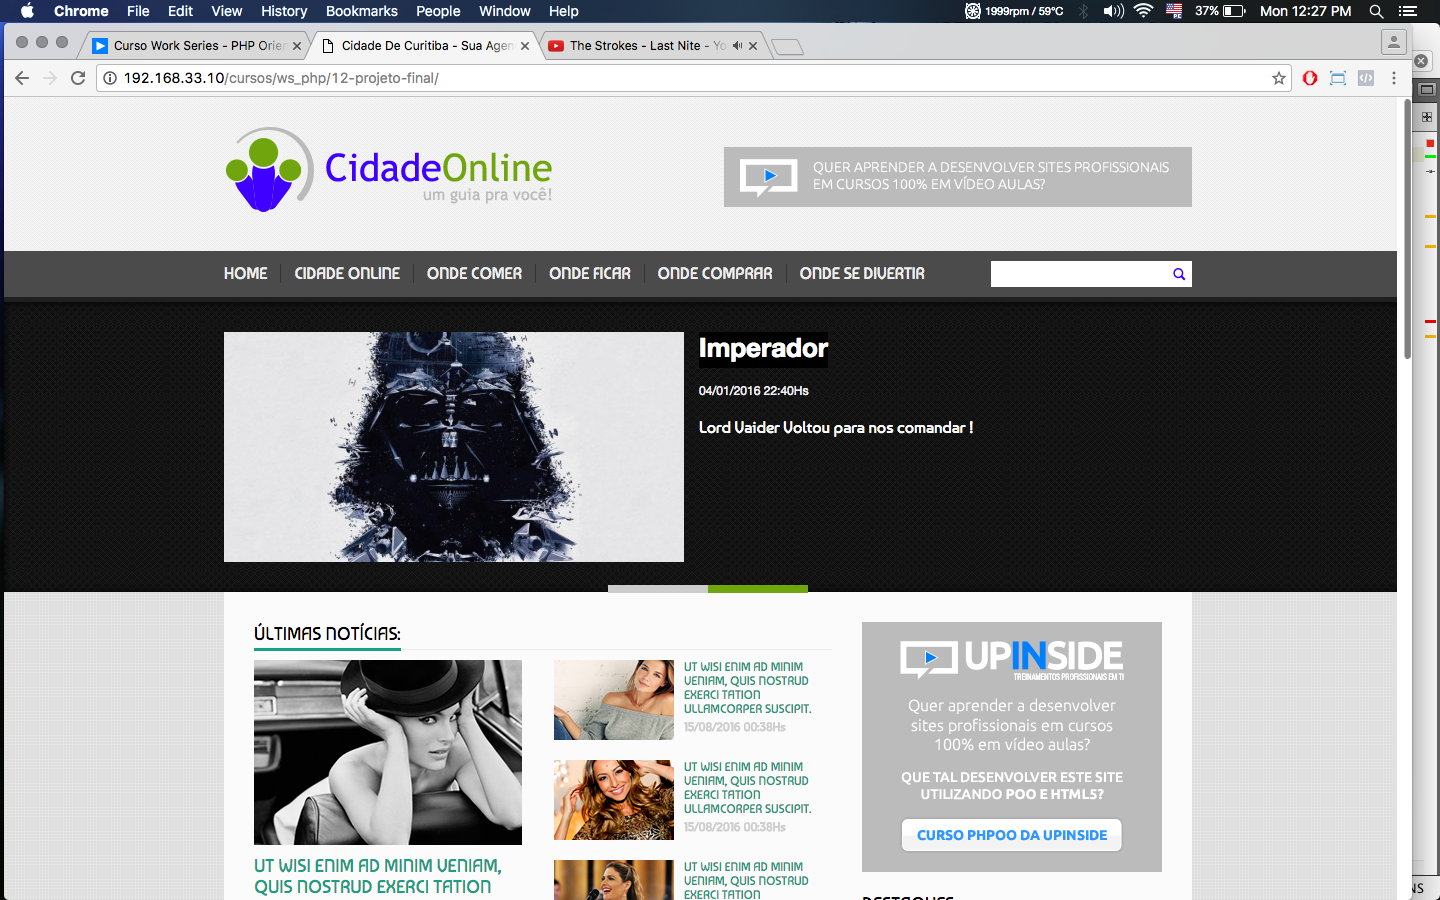 Chrome File Edit View History Bookmarks People Window Help 1999rpm / 59°C 37% Mon 12:27 PM
Curso Work Series - PHP Orien Cidade De Curitiba - Sua Agen The Strokes - Last Nite - Yo
192.168.33.10/cursos/ws_php/12-projeto-final/
CidadeOnline
um guia pra você!
QUER APRENDER A DESENVOLVER SITES PROFISSIONAIS
EM CURSOS 100% EM VÍDEO AULAS?
HOME CIDADE ONLINE ONDE COMER ONDE FICAR ONDE COMPRAR ONDE SE DIVERTIR
Imperador
04/01/2016 22:40Hs
Lord Vaider Voltou para nos comandar !
ÚLTIMAS NOTÍCIAS:
UT WISI ENIM AD MINIM VENIAM,
QUIS NOSTRUD EXERCI TATION
UT WISI ENIM AD MINIM
VENIAM, QUIS NOSTRUD
EXERCI TATION
ULLAMCORPER SUSCIPIT.
15/08/2016 00:38Hs
UT WISI ENIM AD MINIM
VENIAM, QUIS NOSTRUD
EXERCI TATION
ULLAMCORPER SUSCIPIT.
15/08/2016 00:38Hs
UT WISI ENIM AD MINIM
VENIAM, QUIS NOSTRUD
EXERCI TATION
UPINSIDE
TREINAMENTOS PROFISSIONAIS EM TI
Quer aprender a desenvolver
sites profissionais em cursos
100% em vídeo aulas?
QUE TAL DESENVOLVER ESTE SITE
UTILIZANDO POO E HTML5?
CURSO PHPOO DA UPINSIDE
DESTAQUES
NS